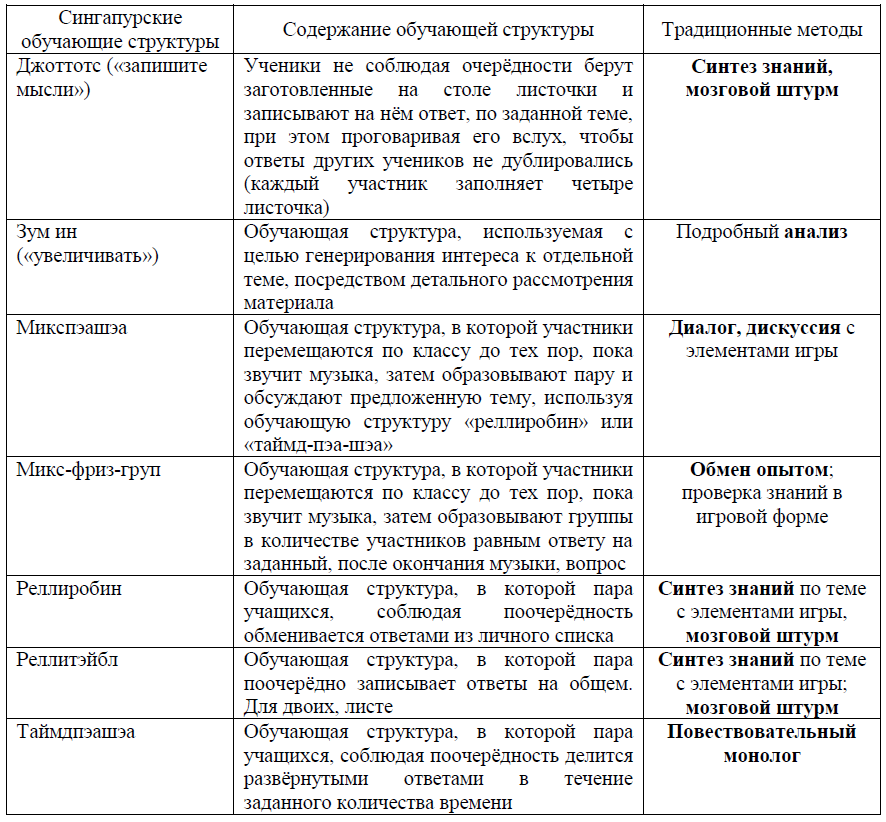 Сингапурские
обучающие структуры
Содержание обучающей структуры
Традиционные методы
Джоттотс («запишите
мысли»)
Ученики не соблюдая очерёдности берут
заготовленные на столе листочки и
записывают на нём ответ, по заданной теме,
при этом проговаривая его вслух, чтобы
ответы других учеников не дублировались
(каждый участник заполняет четыре
листочка)
Синтез знаний,
мозговой штурм
Зум ин
(«увеличивать»)
Обучающая структура, используемая с
целью генерирования интереса к отдельной
теме, посредством детального рассмотрения
материала
Подробный анализ
Микспэашэа
Обучающая структура, в которой участники
перемещаются по классу до тех пор, пока
звучит музыка, затем образовывают пару и
обсуждают предложенную тему, используя
обучающую структуру «реллиробин» или
«таймд-пэа-шэа»
Диалог, дискуссия с
элементами игры
Микс-фриз-груп
Обучающая структура, в которой участники
перемещаются по классу до тех пор, пока
звучит музыка, затем образовывают группы
в количестве участников равным ответу на
заданный, после окончания музыки, вопрос
Обмен опытом;
проверка знаний в
игровой форме
Реллиробин
Обучающая структура, в которой пара
учащихся, соблюдая поочерёдность
обменивается ответами из личного списка
Синтез знаний по теме
с элементами игры,
мозговой штурм
Реллитэйбл
Обучающая структура, в которой пара
поочерёдно записывает ответы на общем.
Для двоих, листе
Синтез знаний по теме
с элементами игры;
мозговой штурм
Таймдпэашэа
Обучающая структура, в которой пара
учащихся, соблюдая поочерёдность делится
развёрнутыми ответами в течение
заданного количества времени
Повествовательный
монолог